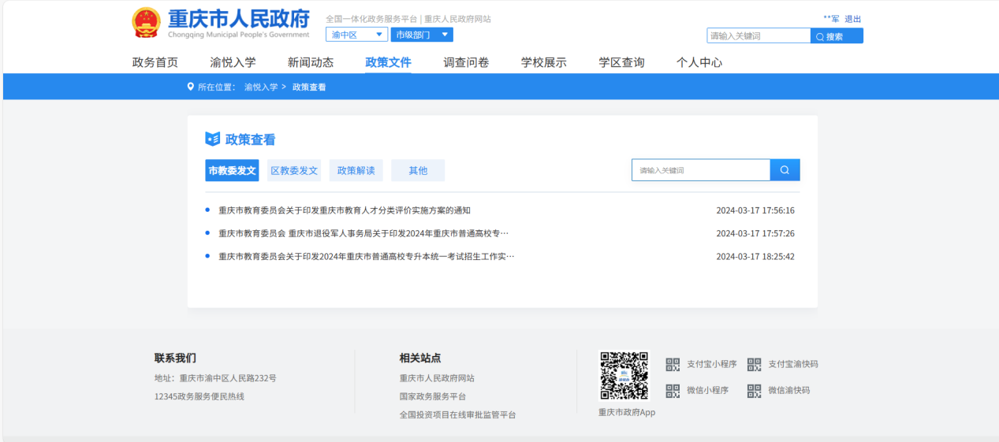 重庆市人民政府
Chongqing Municipal People's Government
全国一体化政务服务平台 | 重庆人民政府网站
渝中区 市级部门
**军 退出
请输入关键词 搜索
政务首页 渝悦入学 新闻动态 政策文件 调查问卷 学校展示 学区查询 个人中心
所在位置： 渝悦入学 > 政策查看
政策查看
市教委发文 区教委发文 政策解读 其他 请输入关键词
重庆市教育委员会关于印发重庆市教育人才分类评价实施方案的通知 2024-03-17 17:56:16
重庆市教育委员会 重庆市退役军人事务局关于印发2024年重庆市普通高校专… 2024-03-17 17:57:26
重庆市教育委员会关于印发2024年重庆市普通高校专升本统一考试招生工作实… 2024-03-17 18:25:42
联系我们
地址：重庆市渝中区人民路232号
12345政务服务便民热线
相关站点
重庆市人民政府网站
国家政务服务平台
全国投资项目在线审批监管平台
重庆市政府App
支付宝小程序 支付宝渝快码
微信小程序 微信渝快码